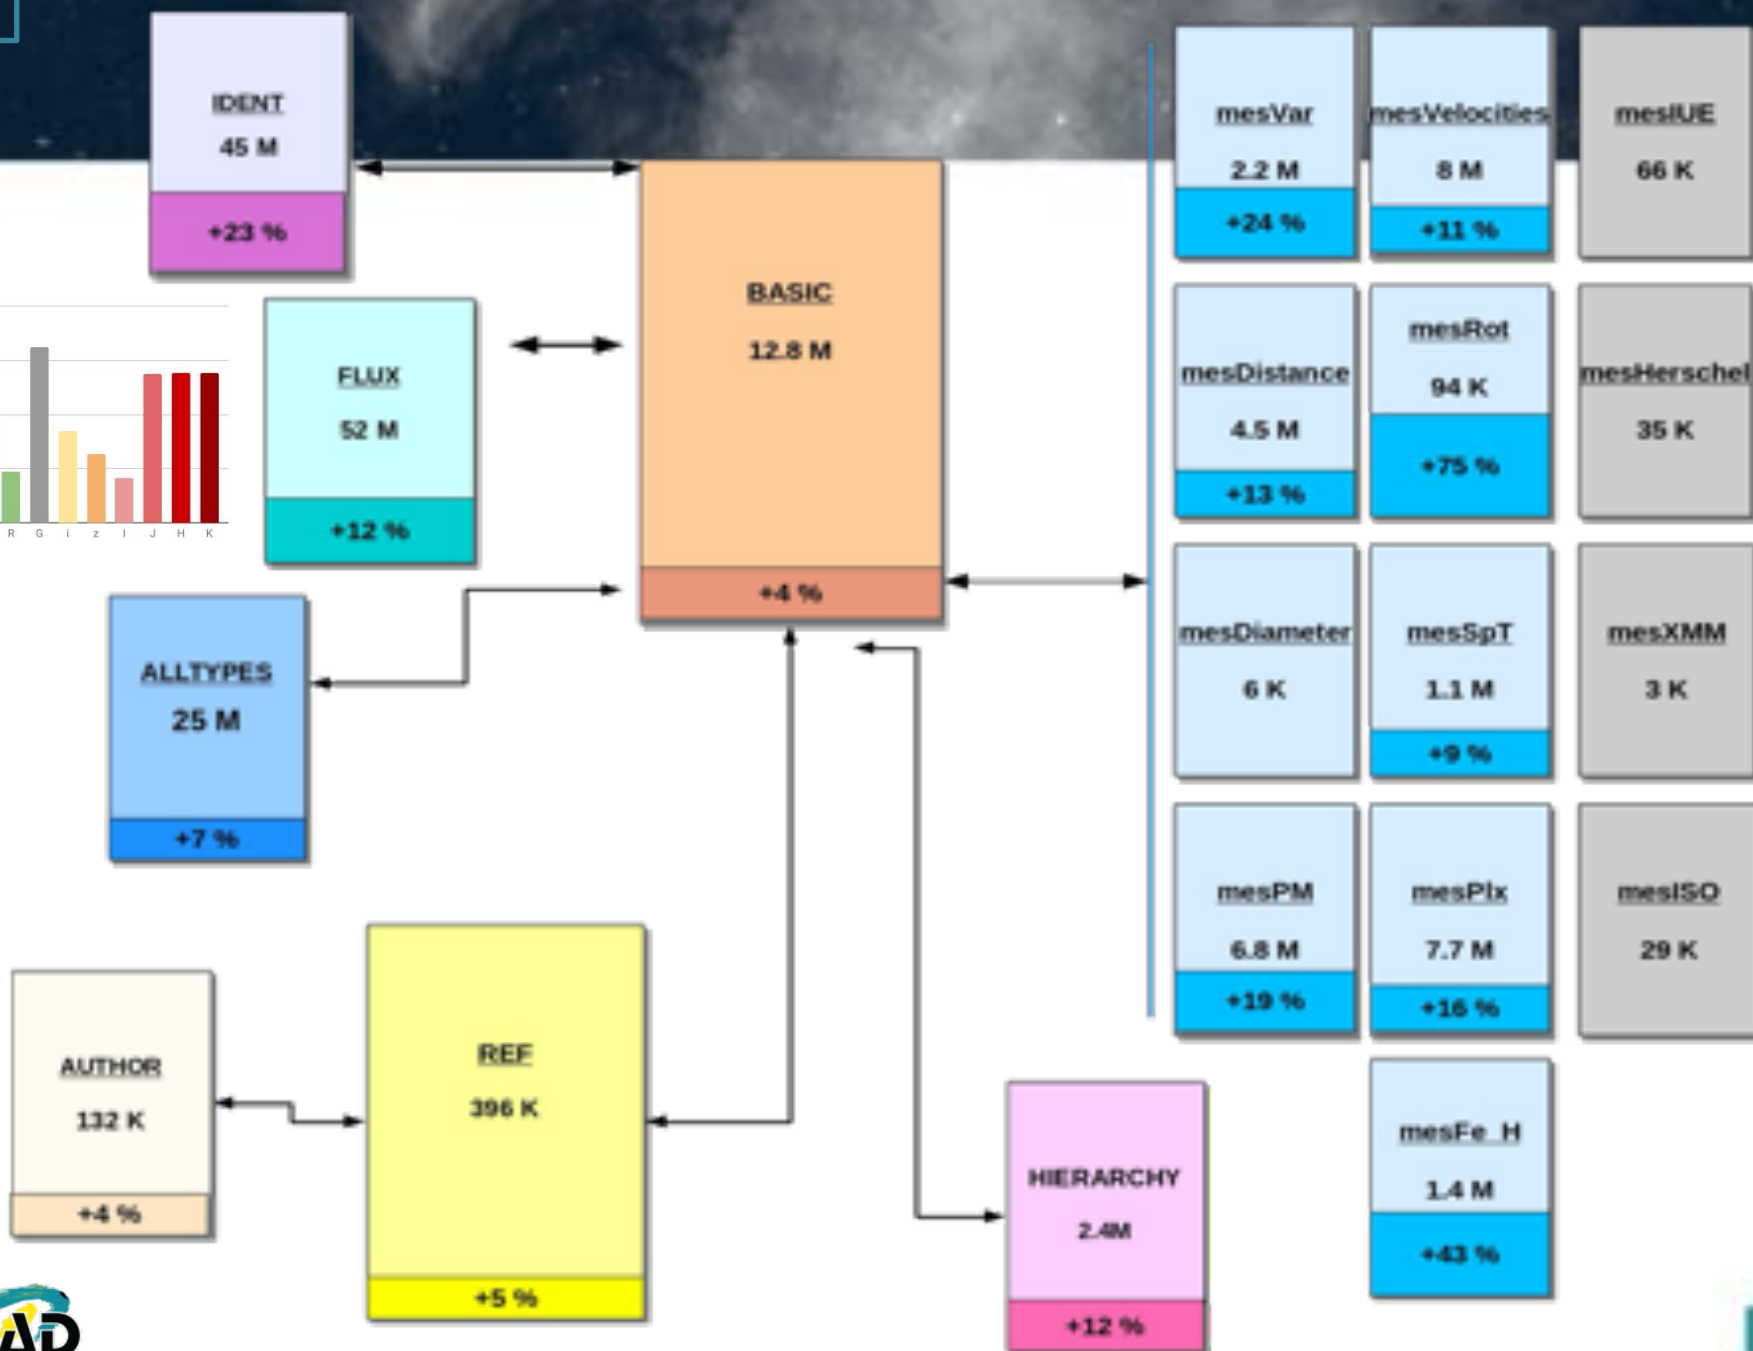 IDENT
45 M
+23 %
BASIC
12.8 M
+4 %
FLUX
52 M
+12 %
R G i z I J H K
ALLTYPES
25 M
+7 %
AUTHOR
132 K
+4 %
REF
396 K
+5 %
HIERARCHY
2.4M
+12 %
mesVar
2.2 M
+24 %
mesVelocities
8 M
+11 %
mesIUE
66 K
mesDistance
4.5 M
+13 %
mesRot
94 K
+75 %
mesHerschel
35 K
mesDiameter
6 K
mesSpT
1.1 M
+9 %
mesXMM
3 K
mesPM
6.8 M
+19 %
mesPlx
7.7 M
+16 %
mesISO
29 K
mesFe_H
1.4 M
+43 %
AD